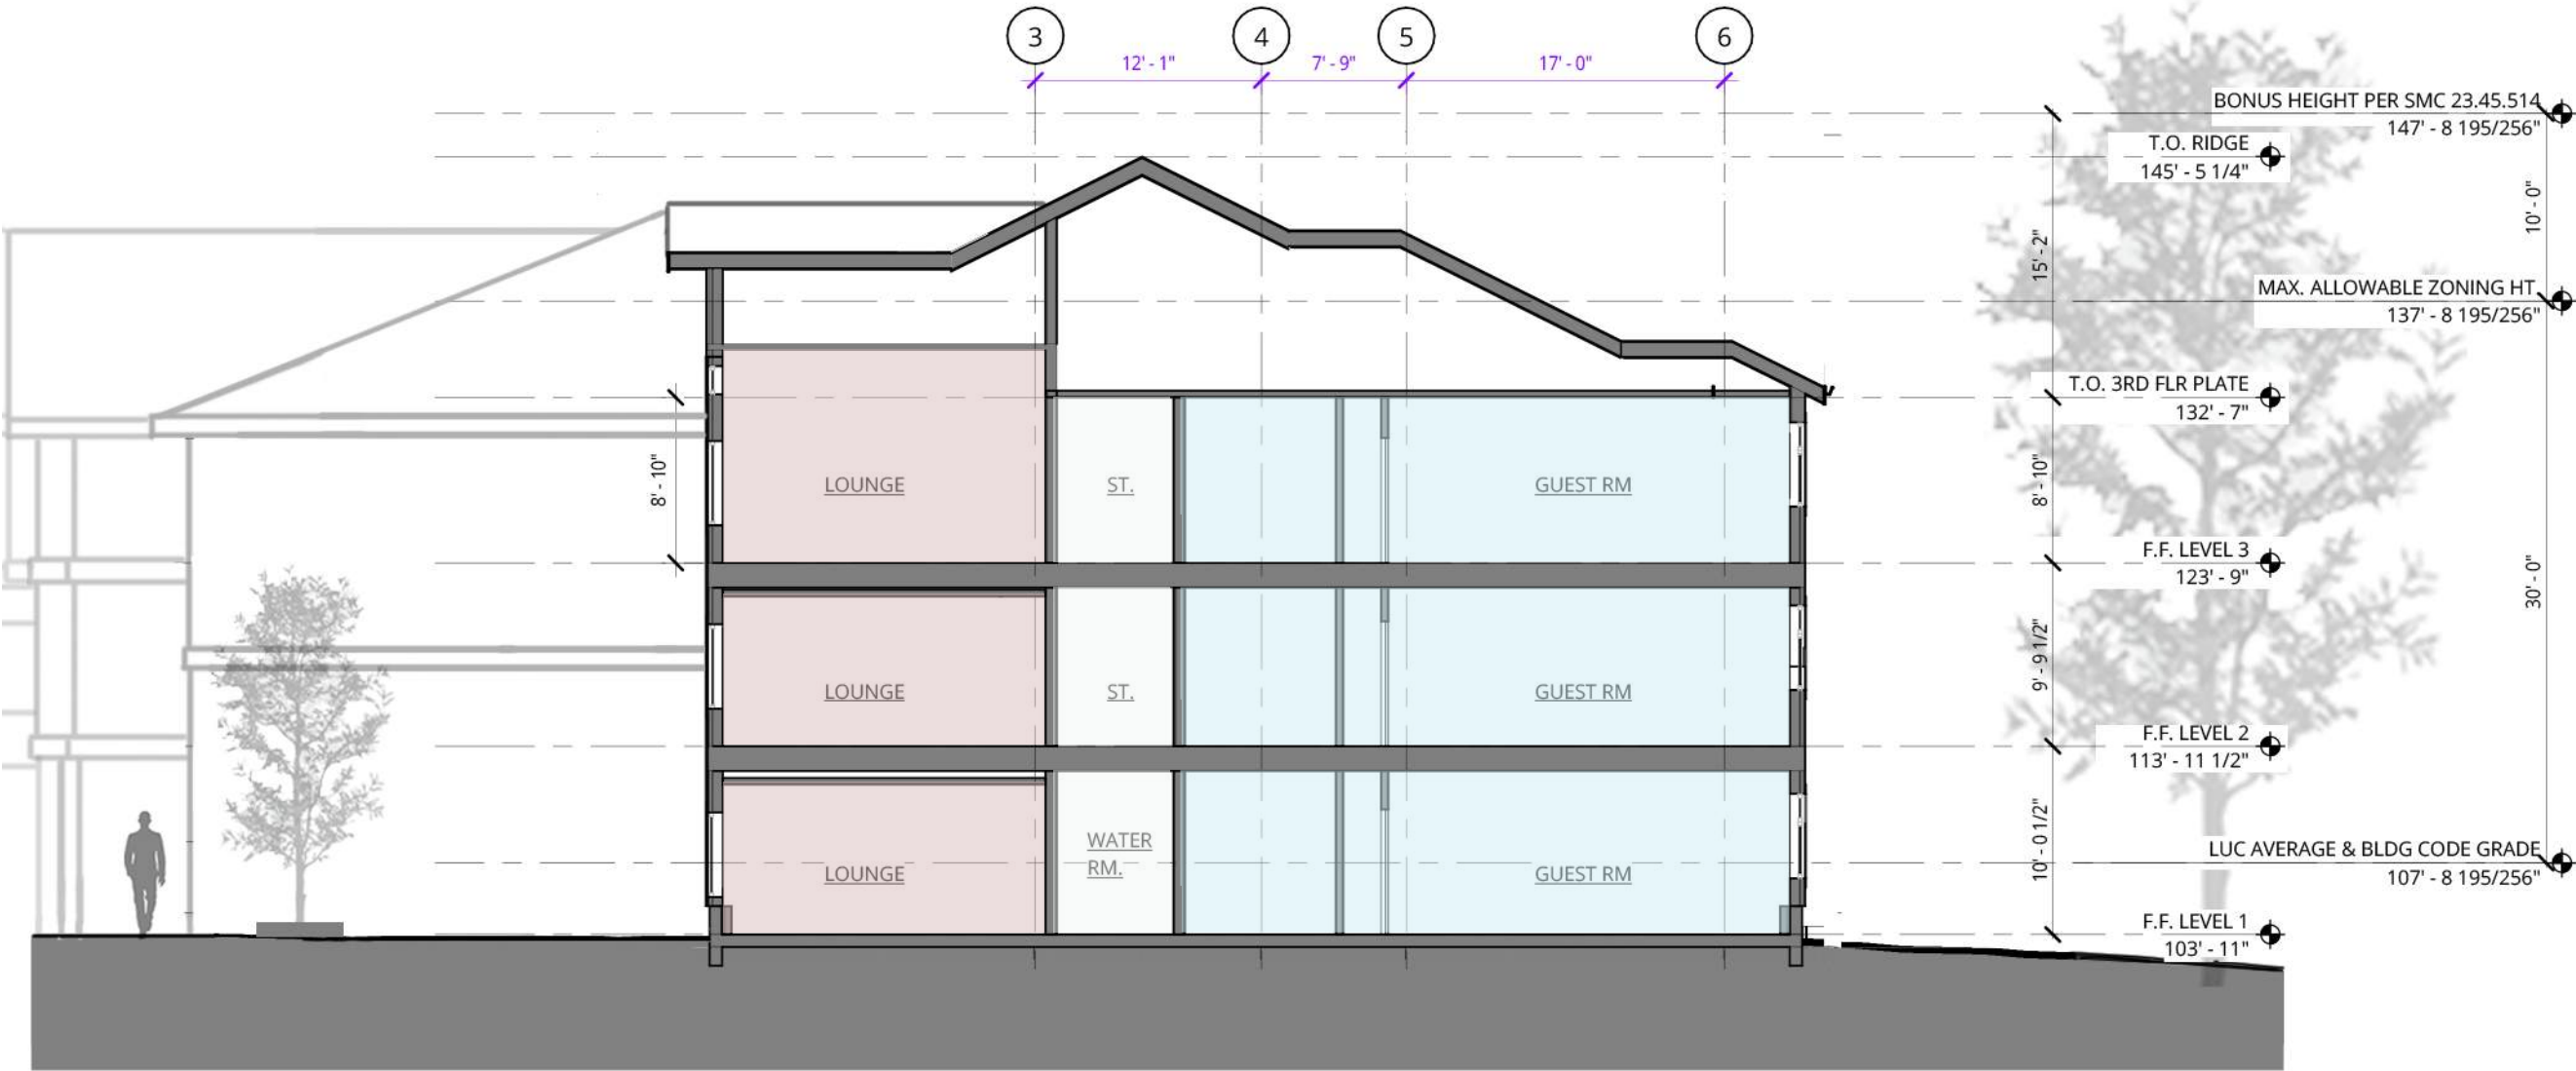 3
4
5
6
12' - 1"
7' - 9"
17' - 0"
BONUS HEIGHT PER SMC 23.45.514
147' - 8 195/256"
T.O. RIDGE
145' - 5 1/4"
10' - 0"
15' - 2"
MAX. ALLOWABLE ZONING HT.
137' - 8 195/256"
T.O. 3RD FLR PLATE
132' - 7"
8' - 10"
LOUNGE
ST.
GUEST RM
8' - 10"
F.F. LEVEL 3
123' - 9"
30' - 0"
9' - 9 1/2"
LOUNGE
ST.
GUEST RM
F.F. LEVEL 2
113' - 11 1/2"
WATER
RM.
LOUNGE
GUEST RM
10' - 0 1/2"
LUC AVERAGE & BLDG CODE GRADE
107' - 8 195/256"
F.F. LEVEL 1
103' - 11"